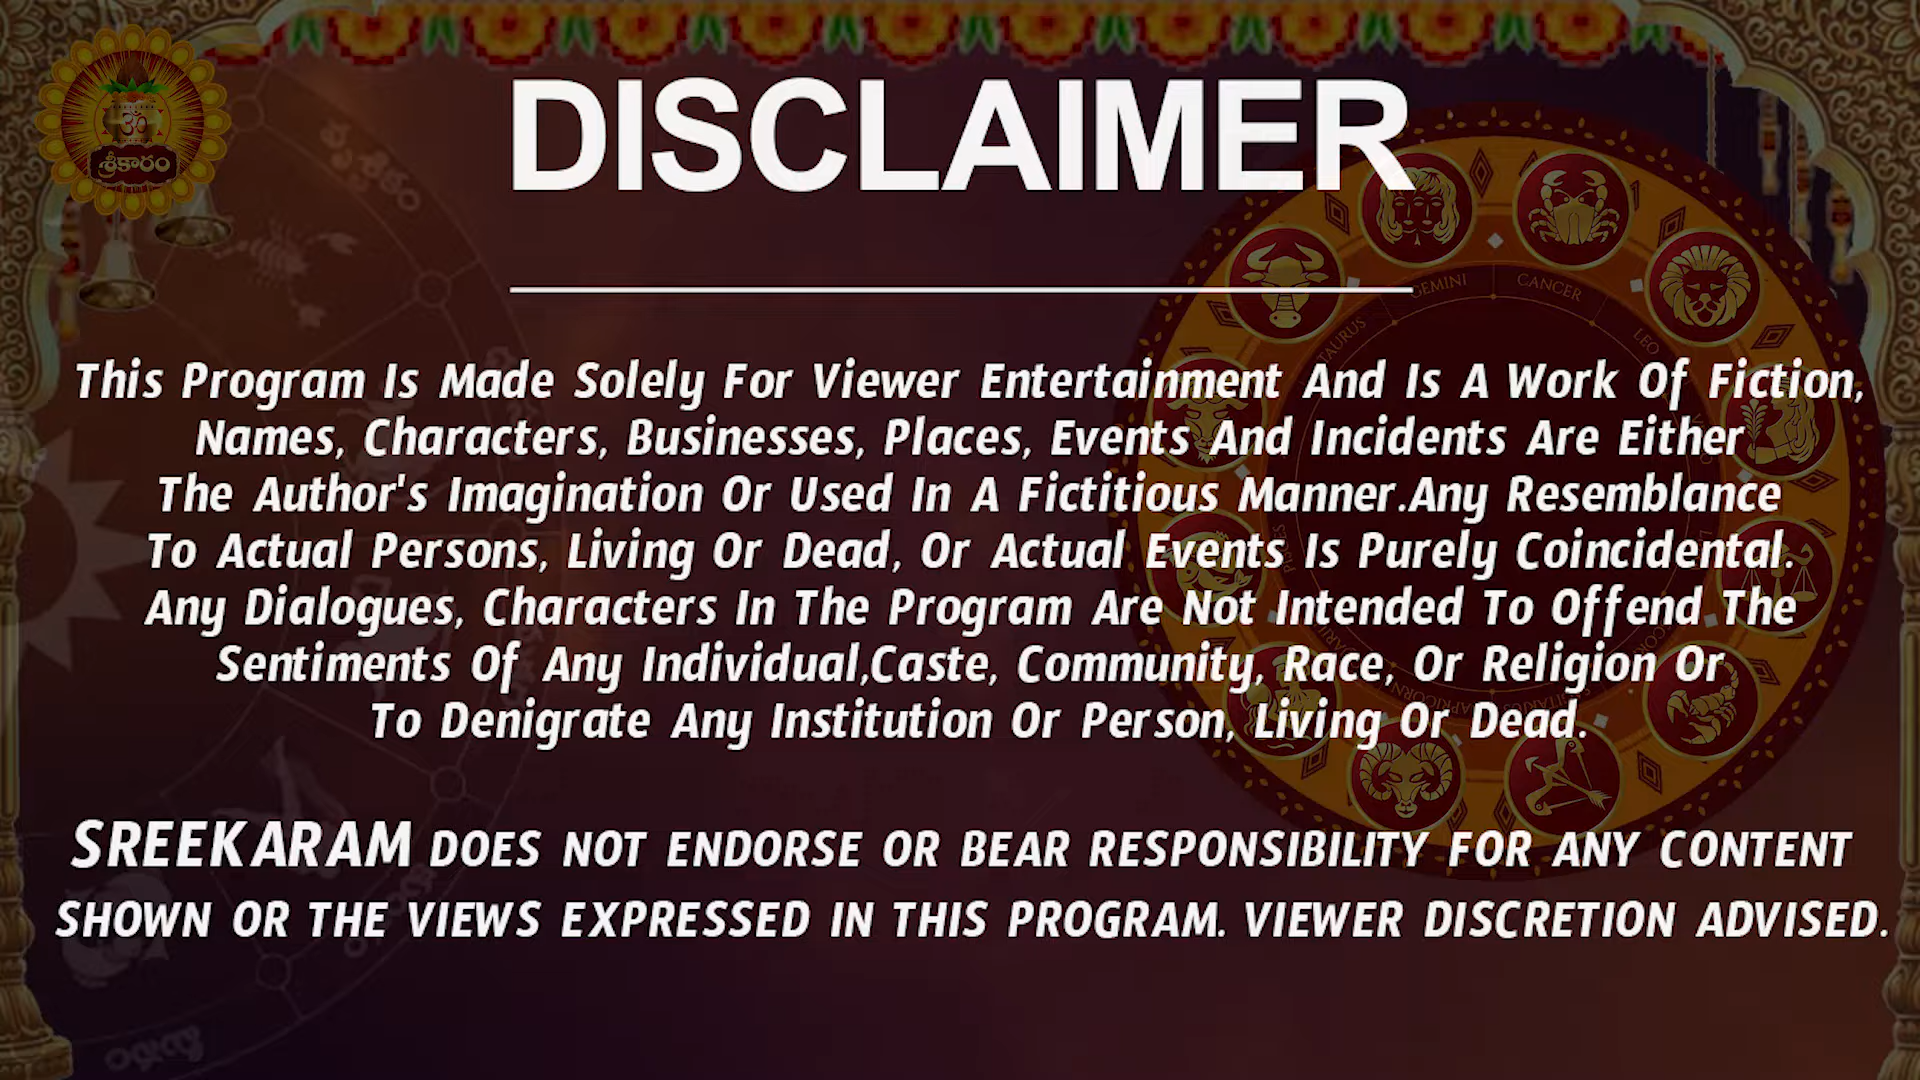 శ్రీకారం
DISCLAIMER
GEMINI
CANCER
TAURUS
LEO
This Program Is Made Solely For Viewer Entertainment And Is A Work Of Fiction,
Names, Characters, Businesses, Places, Events And Incidents Are Either
The Author's Imagination Or Used In A Fictitious Manner.Any Resemblance
To Actual Persons, Living Or Dead, Or Actual Events Is Purely Coincidental.
Any Dialogues, Characters In The Program Are Not Intended To Offend The
Sentiments Of Any Individual,Caste, Community, Race, Or Religion Or
To Denigrate Any Institution Or Person, Living Or Dead.
SREEKARAM DOES NOT ENDORSE OR BEAR RESPONSIBILITY FOR ANY CONTENT
SHOWN OR THE VIEWS EXPRESSED IN THIS PROGRAM. VIEWER DISCRETION ADVISED.